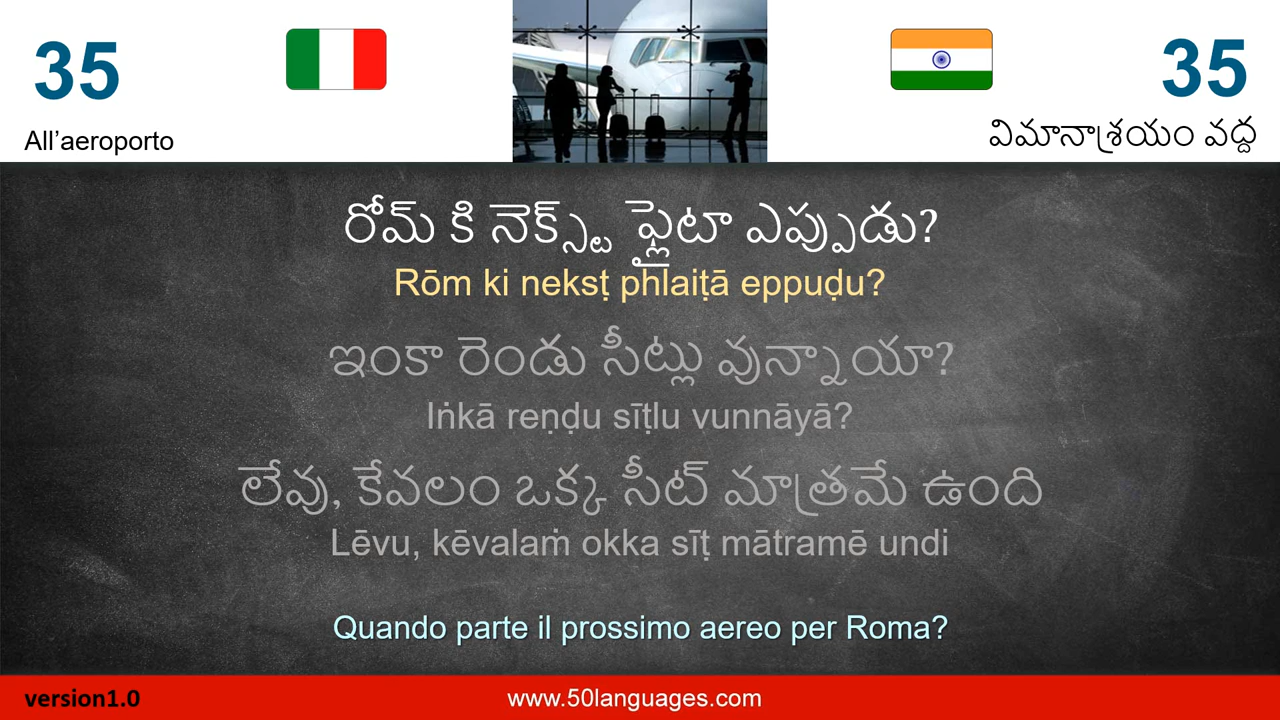 35
35
All’aeroporto
విమానాశ్రయం వద్ద
రోమ్ కి నెక్స్ట్ ఫ్లైటా ఎప్పుడు?
Rōm ki neksṭ phlaiṭā eppuḍu?
ఇంకా రెండు సీట్లు వున్నాయా?
Iṅkā reṇḍu sīṭlu vunnāyā?
లేవు, కేవలం ఒక్క సీట్ మాత్రమే ఉంది
Lēvu, kēvalaṁ okka sīṭ mātramē undi
Quando parte il prossimo aereo per Roma?
version1.0
www.50languages.com